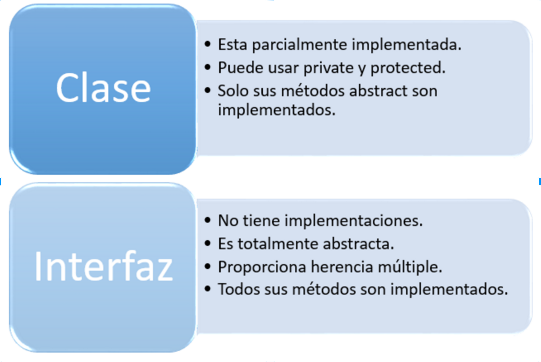 Clase
• Esta parcialmente implementada.
• Puede usar private y protected.
• Solo sus métodos abstract son
implementados.
Interfaz
• No tiene implementaciones.
• Es totalmente abstracta.
• Proporciona herencia múltiple.
• Todos sus métodos son implementados.